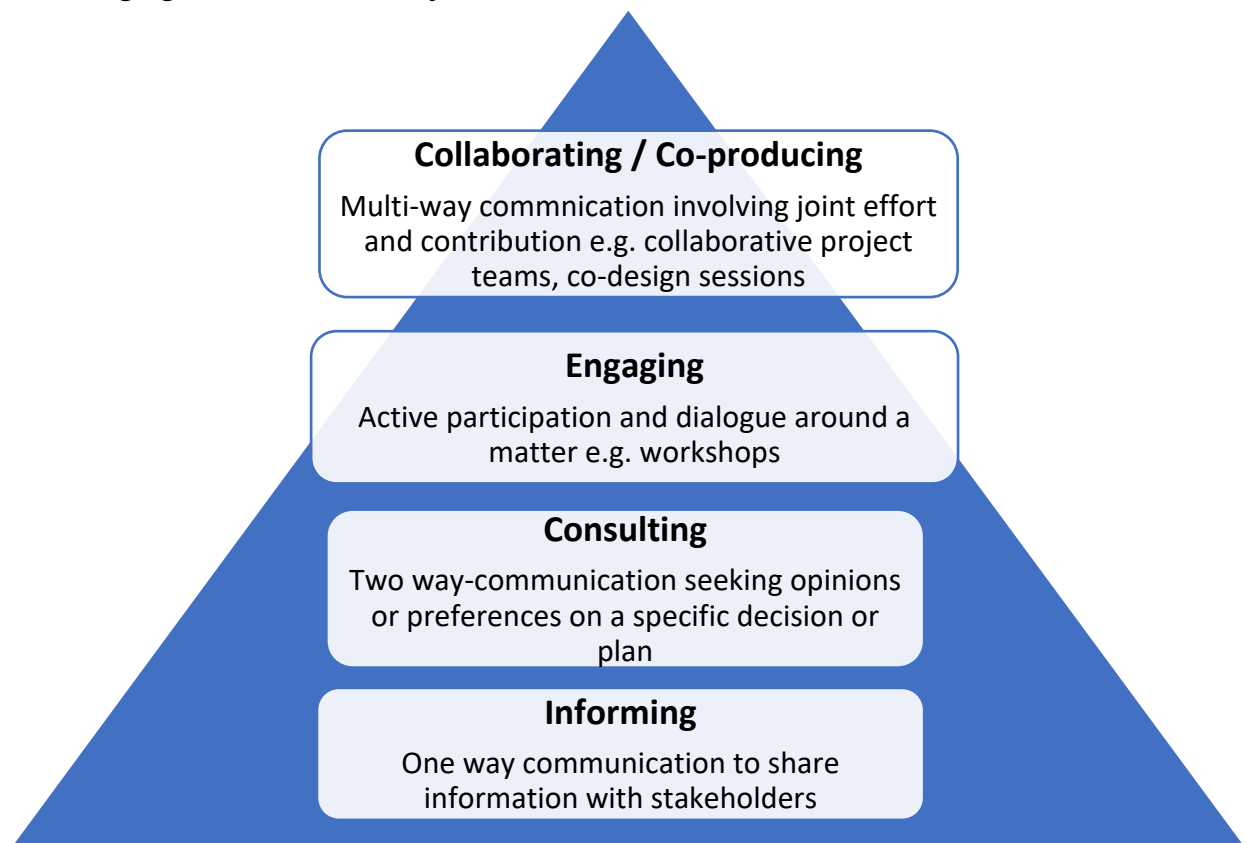 Collaborating / Co-producing
Multi-way commnication involving joint effort
and contribution e.g. collaborative project
teams, co-design sessions
Engaging
Active participation and dialogue around a
matter e.g. workshops
Consulting
Two way-communication seeking opinions
or preferences on a specific decision or
plan
Informing
One way communication to share
information with stakeholders